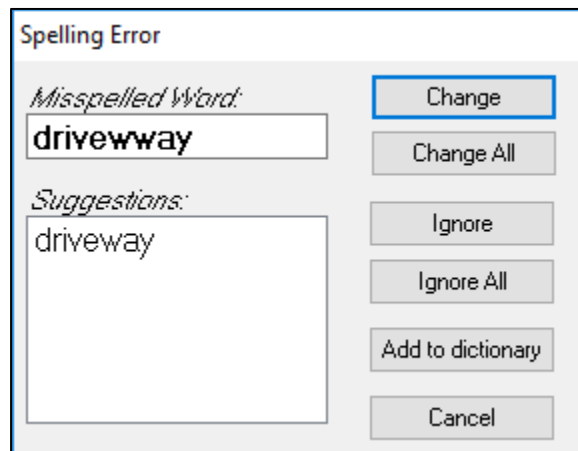 Spelling Error
Misspelled Word:
drivewway
Suggestions:
driveway
Change
Change All
Ignore
Ignore All
Add to dictionary
Cancel